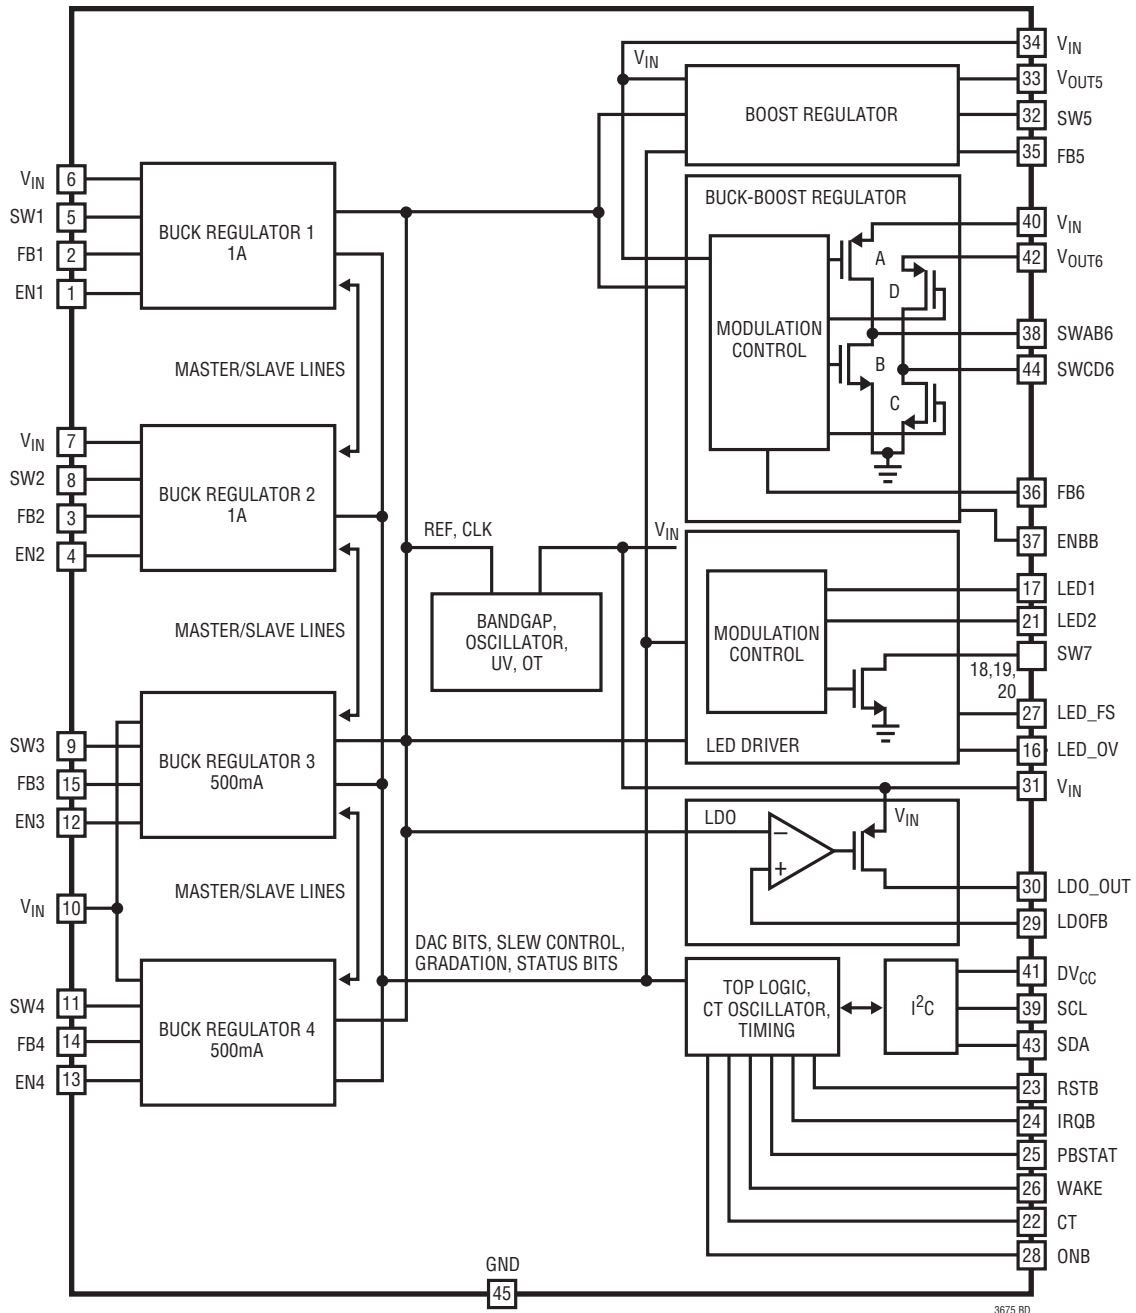 34 VIN
VIN
33 VOUT5
BOOST REGULATOR
32 SW5
35 FB5
VIN 6
SW1 5
FB1 2
EN1 1
BUCK REGULATOR 1
1A
BUCK-BOOST REGULATOR
40 VIN
42 VOUT6
A
D
MODULATION
CONTROL
38 SWAB6
B
44 SWCD6
C
36 FB6
37 ENBB
MASTER/SLAVE LINES
VIN 7
SW2 8
FB2 3
EN2 4
BUCK REGULATOR 2
1A
REF, CLK
VIN
BANDGAP,
OSCILLATOR,
UV, OT
MASTER/SLAVE LINES
MODULATION
CONTROL
17 LED1
21 LED2
SW7
18,19,
20
27 LED_FS
LED DRIVER
16 LED_OV
31 VIN
SW3 9
FB3 15
EN3 12
BUCK REGULATOR 3
500mA
LDO
VIN
−
+
30 LDO_OUT
29 LDOFB
MASTER/SLAVE LINES
VIN 10
DAC BITS, SLEW CONTROL,
GRADATION, STATUS BITS
SW4 11
FB4 14
EN4 13
BUCK REGULATOR 4
500mA
TOP LOGIC,
CT OSCILLATOR,
TIMING
I2C
41 DVCC
39 SCL
43 SDA
23 RSTB
24 IRQB
25 PBSTAT
26 WAKE
22 CT
28 ONB
GND
45
3675 BD